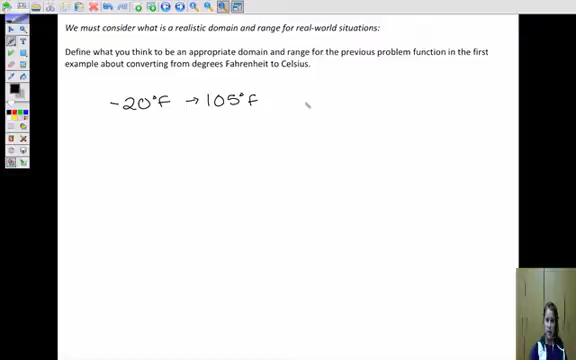 We must consider what is a realistic domain and range for real-world situations:
Define what you think to be an appropriate domain and range for the previous problem function in the first
example about converting from degrees Fahrenheit to Celsius.
-20°F → 105°F